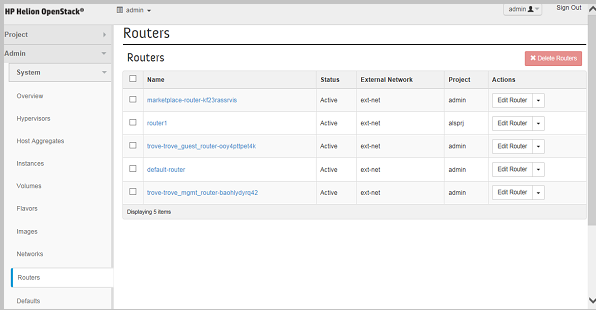 HP Helion OpenStack®
admin
admin
Sign Out
Project
Admin
System
Overview
Hypervisors
Host Aggregates
Instances
Volumes
Flavors
Images
Networks
Routers
Defaults
Routers
Routers
Delete Routers
Name Status External Network Project Actions
marketplace-router-kf23rassrvis Active ext-net admin Edit Router
router1 Active ext-net alsprj Edit Router
trove-trove_guest_router-ooy4pftpet4k Active ext-net admin Edit Router
default-router Active ext-net admin Edit Router
trove-trove_mgmt_router-baohlydyrq42 Active ext-net admin Edit Router
Displaying 5 items